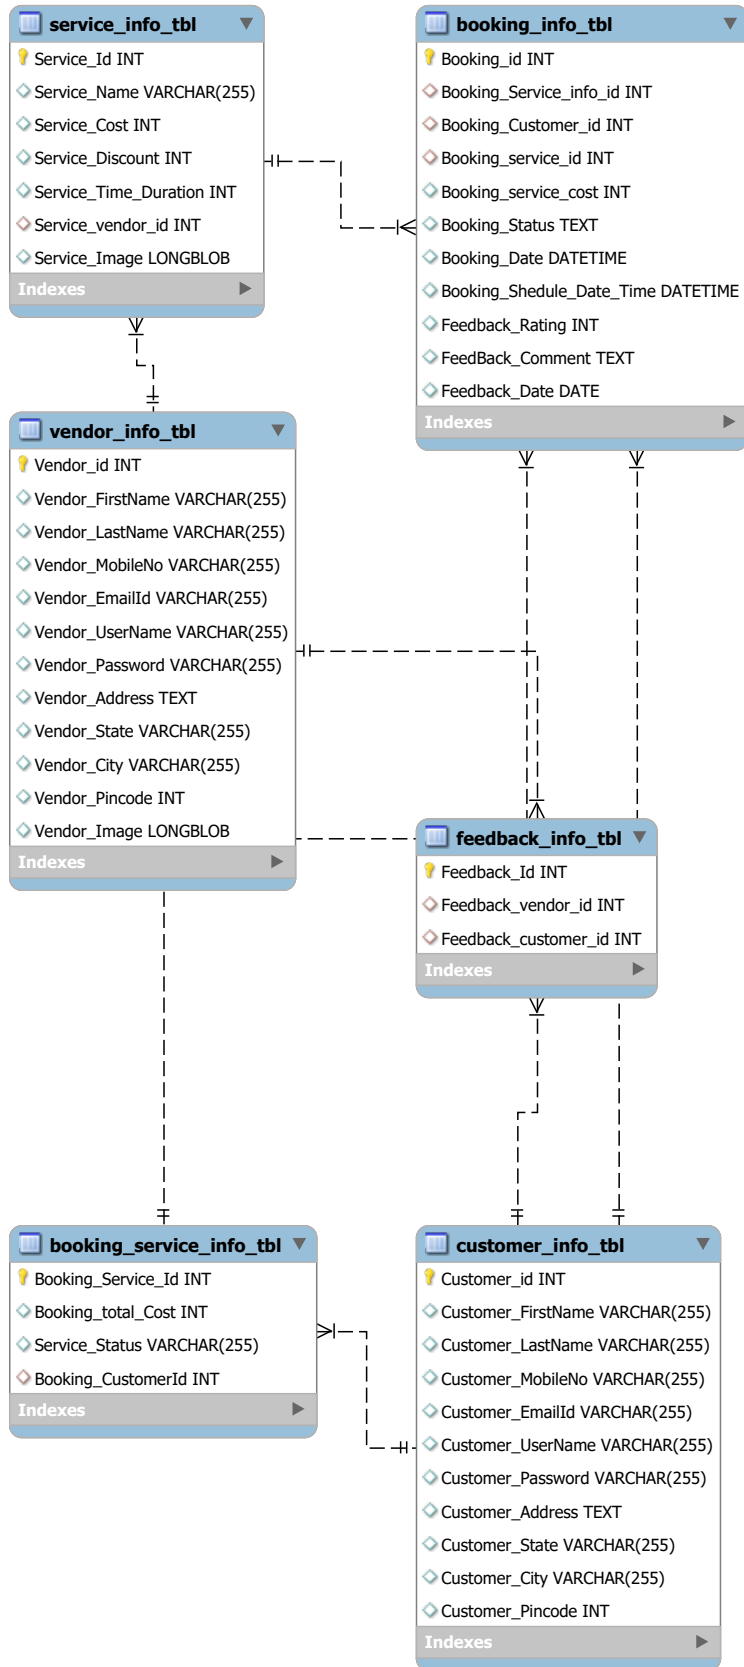 service_info_tbl
Service_Id INT
Service_Name VARCHAR(255)
Service_Cost INT
Service_Discount INT
Service_Time_Duration INT
Service_vendor_id INT
Service_Image LONGBLOB
Indexes
booking_info_tbl
Booking_id INT
Booking_Service_info_id INT
Booking_Customer_id INT
Booking_service_id INT
Booking_service_cost INT
Booking_Status TEXT
Booking_Date DATETIME
Booking_Shedule_Date_Time DATETIME
Feedback_Rating INT
FeedBack_Comment TEXT
Feedback_Date DATE
Indexes
vendor_info_tbl
Vendor_id INT
Vendor_FirstName VARCHAR(255)
Vendor_LastName VARCHAR(255)
Vendor_MobileNo VARCHAR(255)
Vendor_EmailId VARCHAR(255)
Vendor_UserName VARCHAR(255)
Vendor_Password VARCHAR(255)
Vendor_Address TEXT
Vendor_State VARCHAR(255)
Vendor_City VARCHAR(255)
Vendor_Pincode INT
Vendor_Image LONGBLOB
Indexes
feedback_info_tbl
Feedback_Id INT
Feedback_vendor_id INT
Feedback_customer_id INT
Indexes
booking_service_info_tbl
Booking_Service_Id INT
Booking_total_Cost INT
Service_Status VARCHAR(255)
Booking_CustomerId INT
Indexes
customer_info_tbl
Customer_id INT
Customer_FirstName VARCHAR(255)
Customer_LastName VARCHAR(255)
Customer_MobileNo VARCHAR(255)
Customer_EmailId VARCHAR(255)
Customer_UserName VARCHAR(255)
Customer_Password VARCHAR(255)
Customer_Address TEXT
Customer_State VARCHAR(255)
Customer_City VARCHAR(255)
Customer_Pincode INT
Indexes